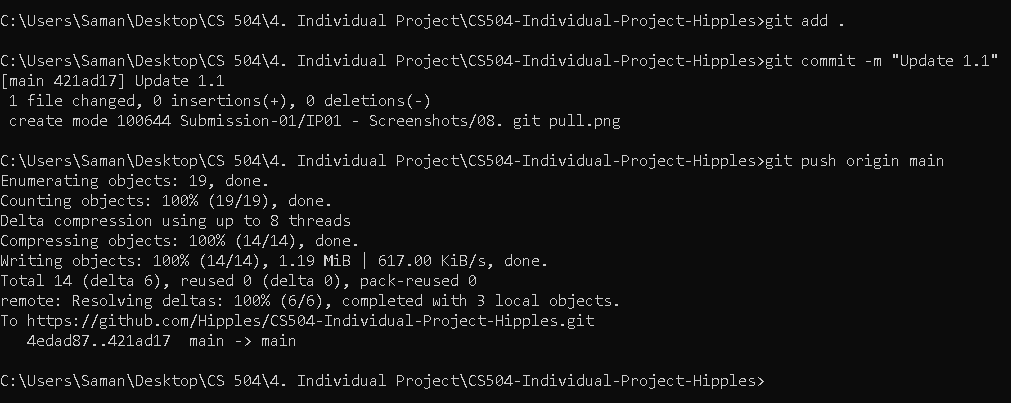 C:\Users\Saman\Desktop\CS 504\4. Individual Project\CS504-Individual-Project-Hipples>git add .
C:\Users\Saman\Desktop\CS 504\4. Individual Project\CS504-Individual-Project-Hipples>git commit -m "Update 1.1"
[main 421ad17] Update 1.1
 1 file changed, 0 insertions(+), 0 deletions(-)
 create mode 100644 Submission-01/IP01 - Screenshots/08. git pull.png
C:\Users\Saman\Desktop\CS 504\4. Individual Project\CS504-Individual-Project-Hipples>git push origin main
Enumerating objects: 19, done.
Counting objects: 100% (19/19), done.
Delta compression using up to 8 threads
Compressing objects: 100% (14/14), done.
Writing objects: 100% (14/14), 1.19 MiB | 617.00 KiB/s, done.
Total 14 (delta 6), reused 0 (delta 0), pack-reused 0
remote: Resolving deltas: 100% (6/6), completed with 3 local objects.
To https://github.com/Hipples/CS504-Individual-Project-Hipples.git
   4edad87..421ad17  main -> main
C:\Users\Saman\Desktop\CS 504\4. Individual Project\CS504-Individual-Project-Hipples>